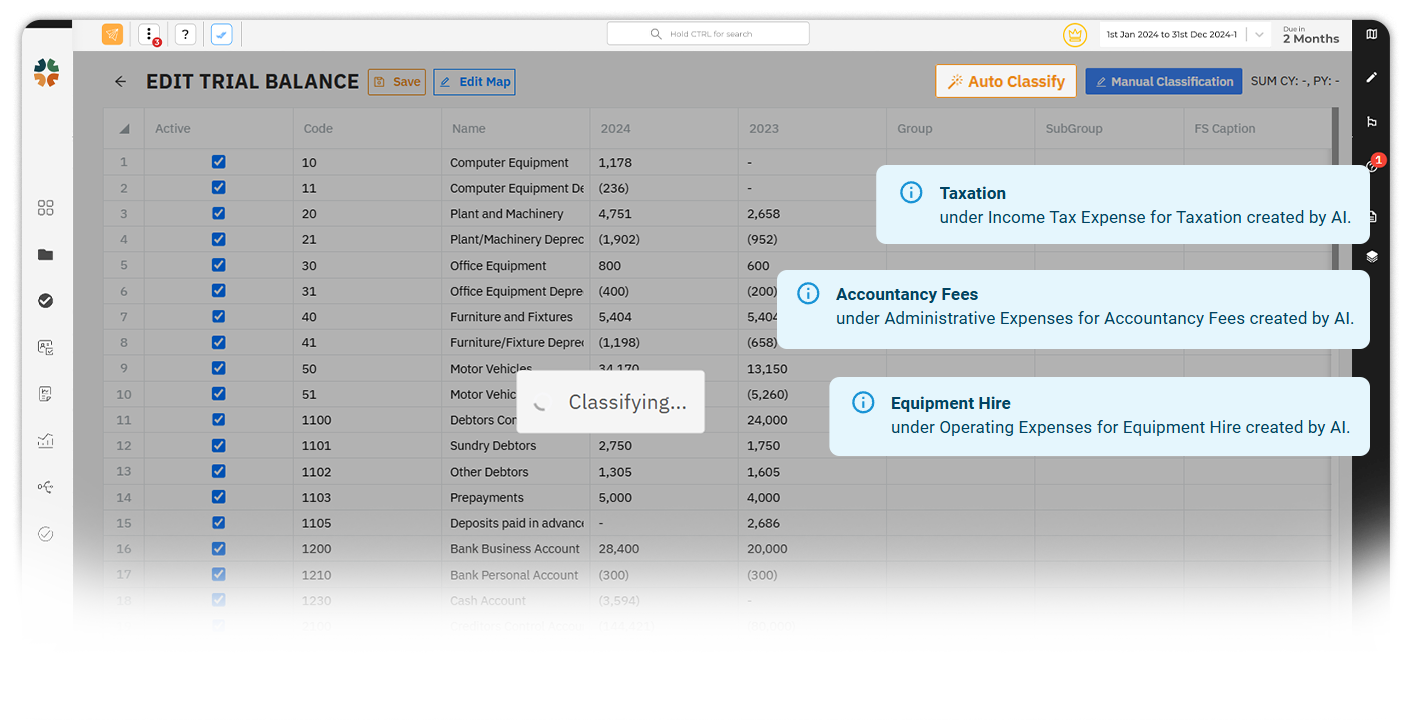 3
?
Hold CTRL for search
1st Jan 2024 to 31st Dec 2024-1
Due in
2 Months
EDIT TRIAL BALANCE
Save
Edit Map
Auto Classify
Manual Classification
SUM CY: -, PY: -
Active Code Name 2024 2023 Group SubGroup FS Caption
1 10 Computer Equipment 1,178 -
2 11 Computer Equipment De (236) -
3 20 Plant and Machinery 4,751 2,658
4 21 Plant/Machinery Deprec (1,902) (952)
5 30 Office Equipment 800 600
6 31 Office Equipment Depre (400) (200)
7 40 Furniture and Fixtures 5,404 5,404
8 41 Furniture/Fixture Depre (1,198) (658)
9 50 Motor Vehicles 34,170 13,150
10 51 Motor Vehic (5,260)
11 1100 Debtors Con 24,000
12 1101 Sundry Debtors 2,750 1,750
13 1102 Other Debtors 1,305 1,605
14 1103 Prepayments 5,000 4,000
15 1105 Deposits paid in advance - 2,686
16 1200 Bank Business Account 28,400 20,000
17 1210 Bank Personal Account (300) (300)
18 1230 Cash Account (3,594) -
1
Taxation
under Income Tax Expense for Taxation created by AI.
Accountancy Fees
under Administrative Expenses for Accountancy Fees created by AI.
Equipment Hire
under Operating Expenses for Equipment Hire created by AI.
Classifying...